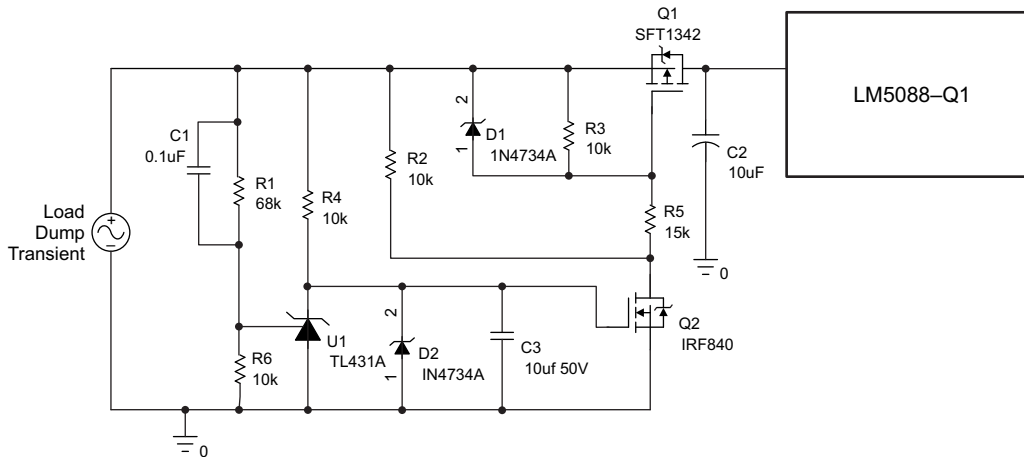 Q1
SFT1342
LM5088–Q1
C1
0.1uF
R1
68k
R4
10k
R2
10k
2
1
D1
1N4734A
R3
10k
C2
10uF
R5
15k
0
Load
Dump
Transient
+
–
R6
10k
U1
TL431A
2
1
D2
IN4734A
C3
10uf 50V
Q2
IRF840
0